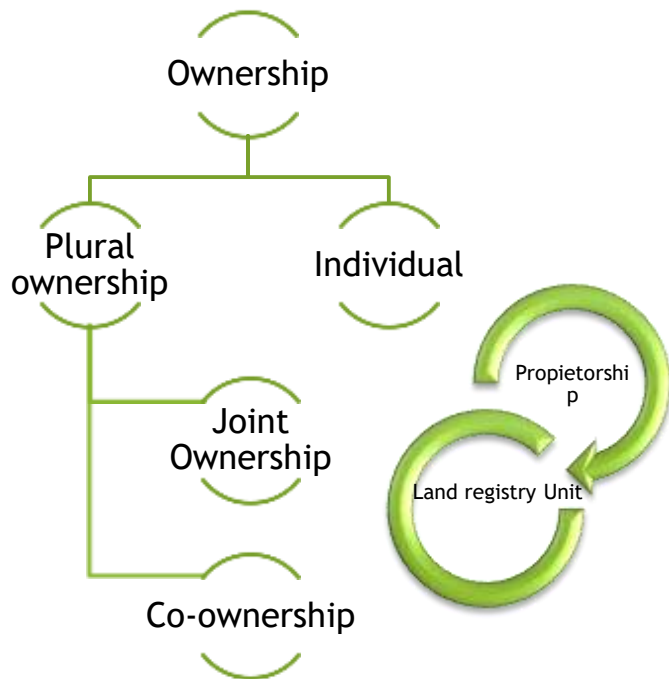 Ownership
Plural
ownership
Individual
Joint
Ownership
Co-ownership
Propietorshi
p
Land registry Unit